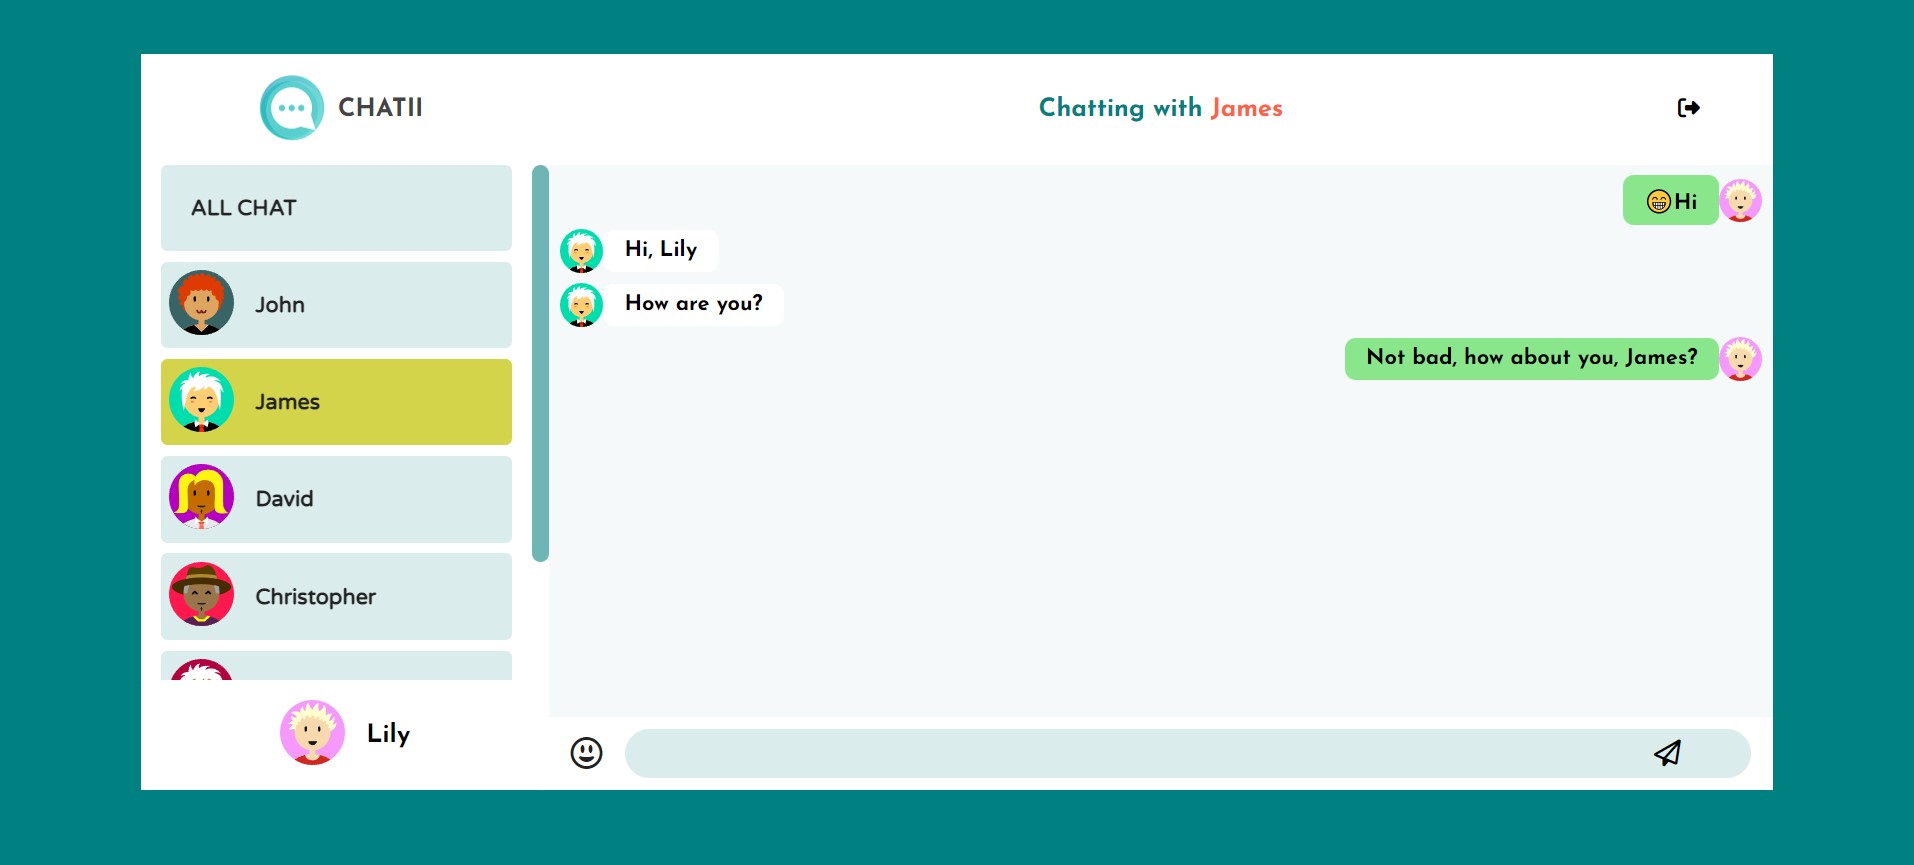 CHATII
Chatting with James
ALL CHAT
John
James
David
Christopher
Lily
😁Hi
Hi, Lily
How are you?
Not bad, how about you, James?